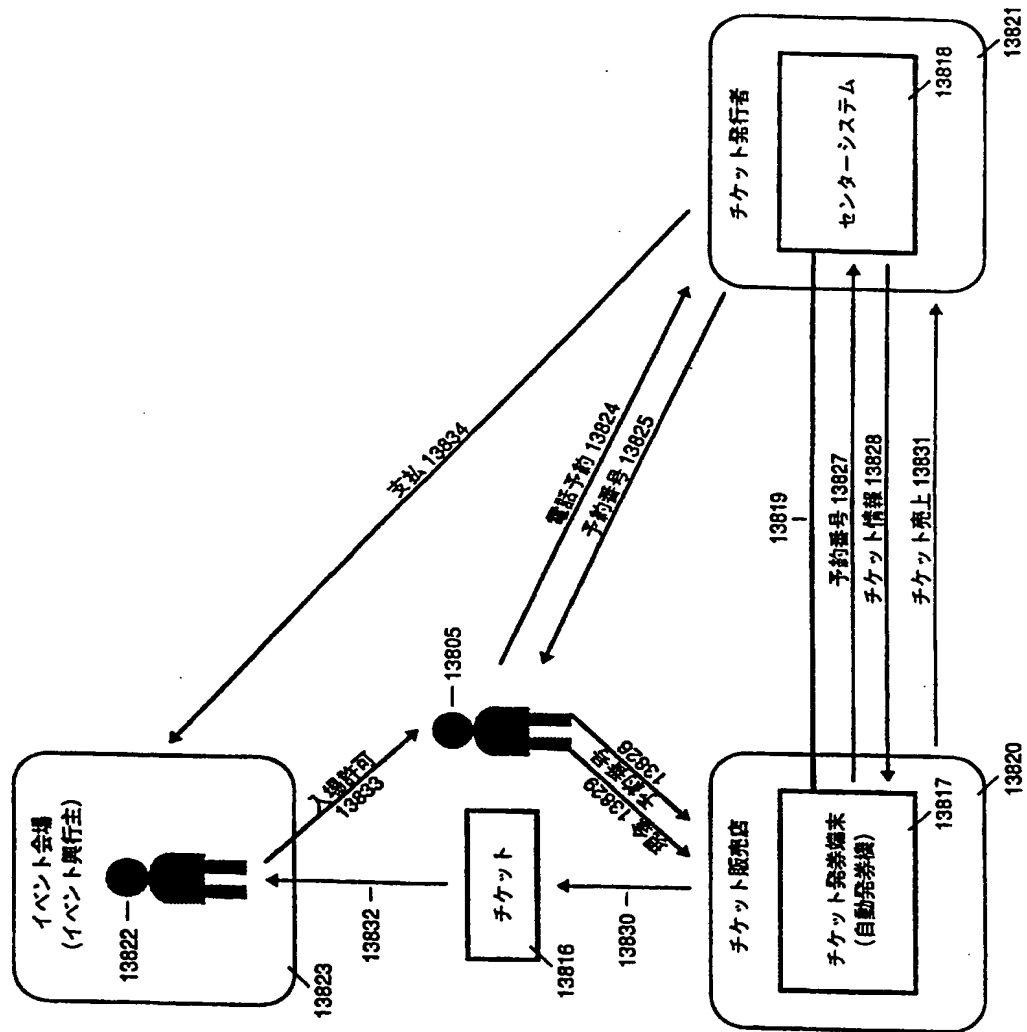 イベント会場
(イベント興行主)
13822
13823
入場許可
13833
13832
支払 13834
チケット
13816
13805
電話予約 13824
予約番号 13825
予約番号
13826
現金
13829
13830
チケット販売店
チケット発券端末
(自動発券機)
13817
13820
13819
予約番号 13827
チケット情報 13828
チケット売上 13831
チケット発行者
センターシステム
13818
13821